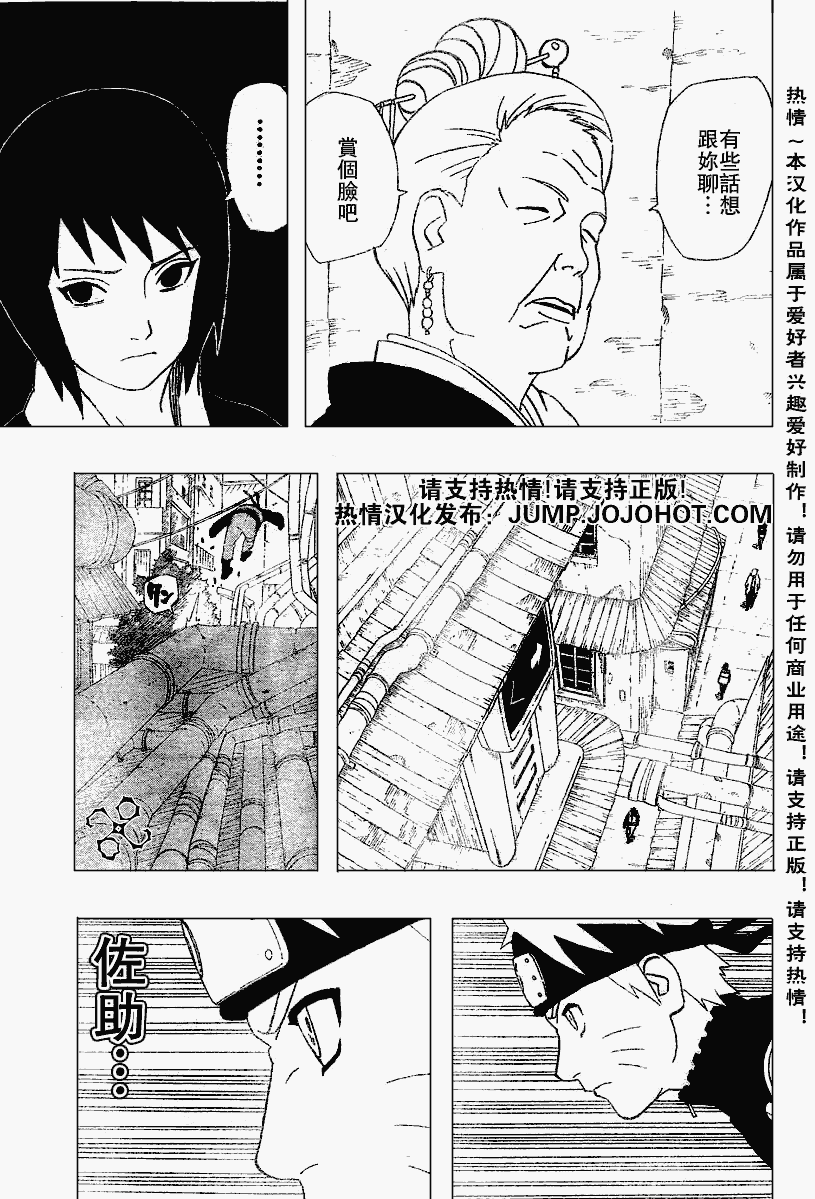 有些話想
跟妳聊…
賞個臉吧
………
请支持热情!请支持正版!
热情汉化发布：JUMP.JOJOHOT.COM
佐助……
热情～本汉化作品属于爱好者兴趣爱好制作！请勿用于任何商业用途！请支持正版！请支持热情！